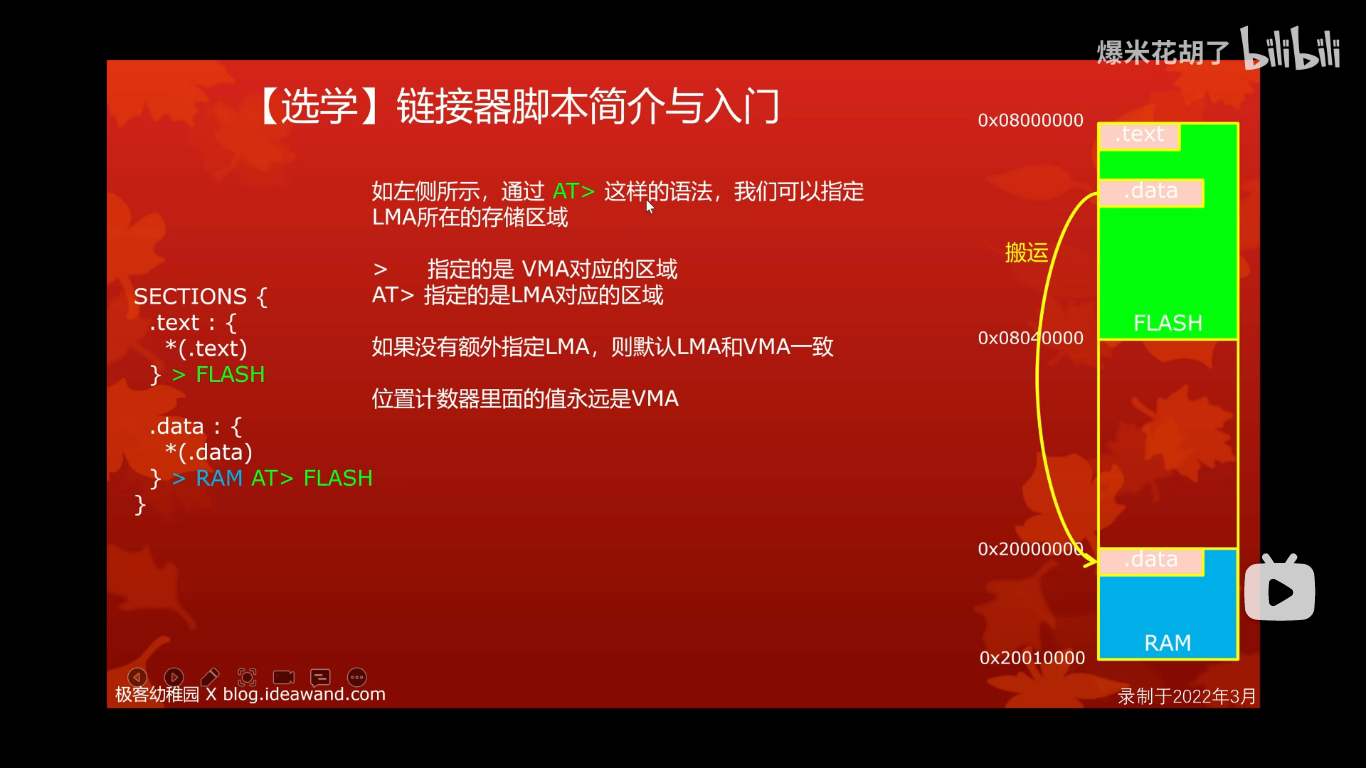 爆米花胡了 bilibili
【选学】链接器脚本简介与入门
如左侧所示，通过 AT> 这样的语法，我们可以指定
LMA所在的存储区域
> 指定的是 VMA对应的区域
AT> 指定的是LMA对应的区域
如果没有额外指定LMA，则默认LMA和VMA一致
位置计数器里面的值永远是VMA
SECTIONS {
.text : {
*(.text)
} > FLASH
.data : {
*(.data)
} > RAM AT> FLASH
}
0x08000000
.text
.data
搬运
FLASH
0x08040000
0x20000000
.data
RAM
0x20010000
极客幼稚园 X blog.ideawand.com
录制于2022年3月